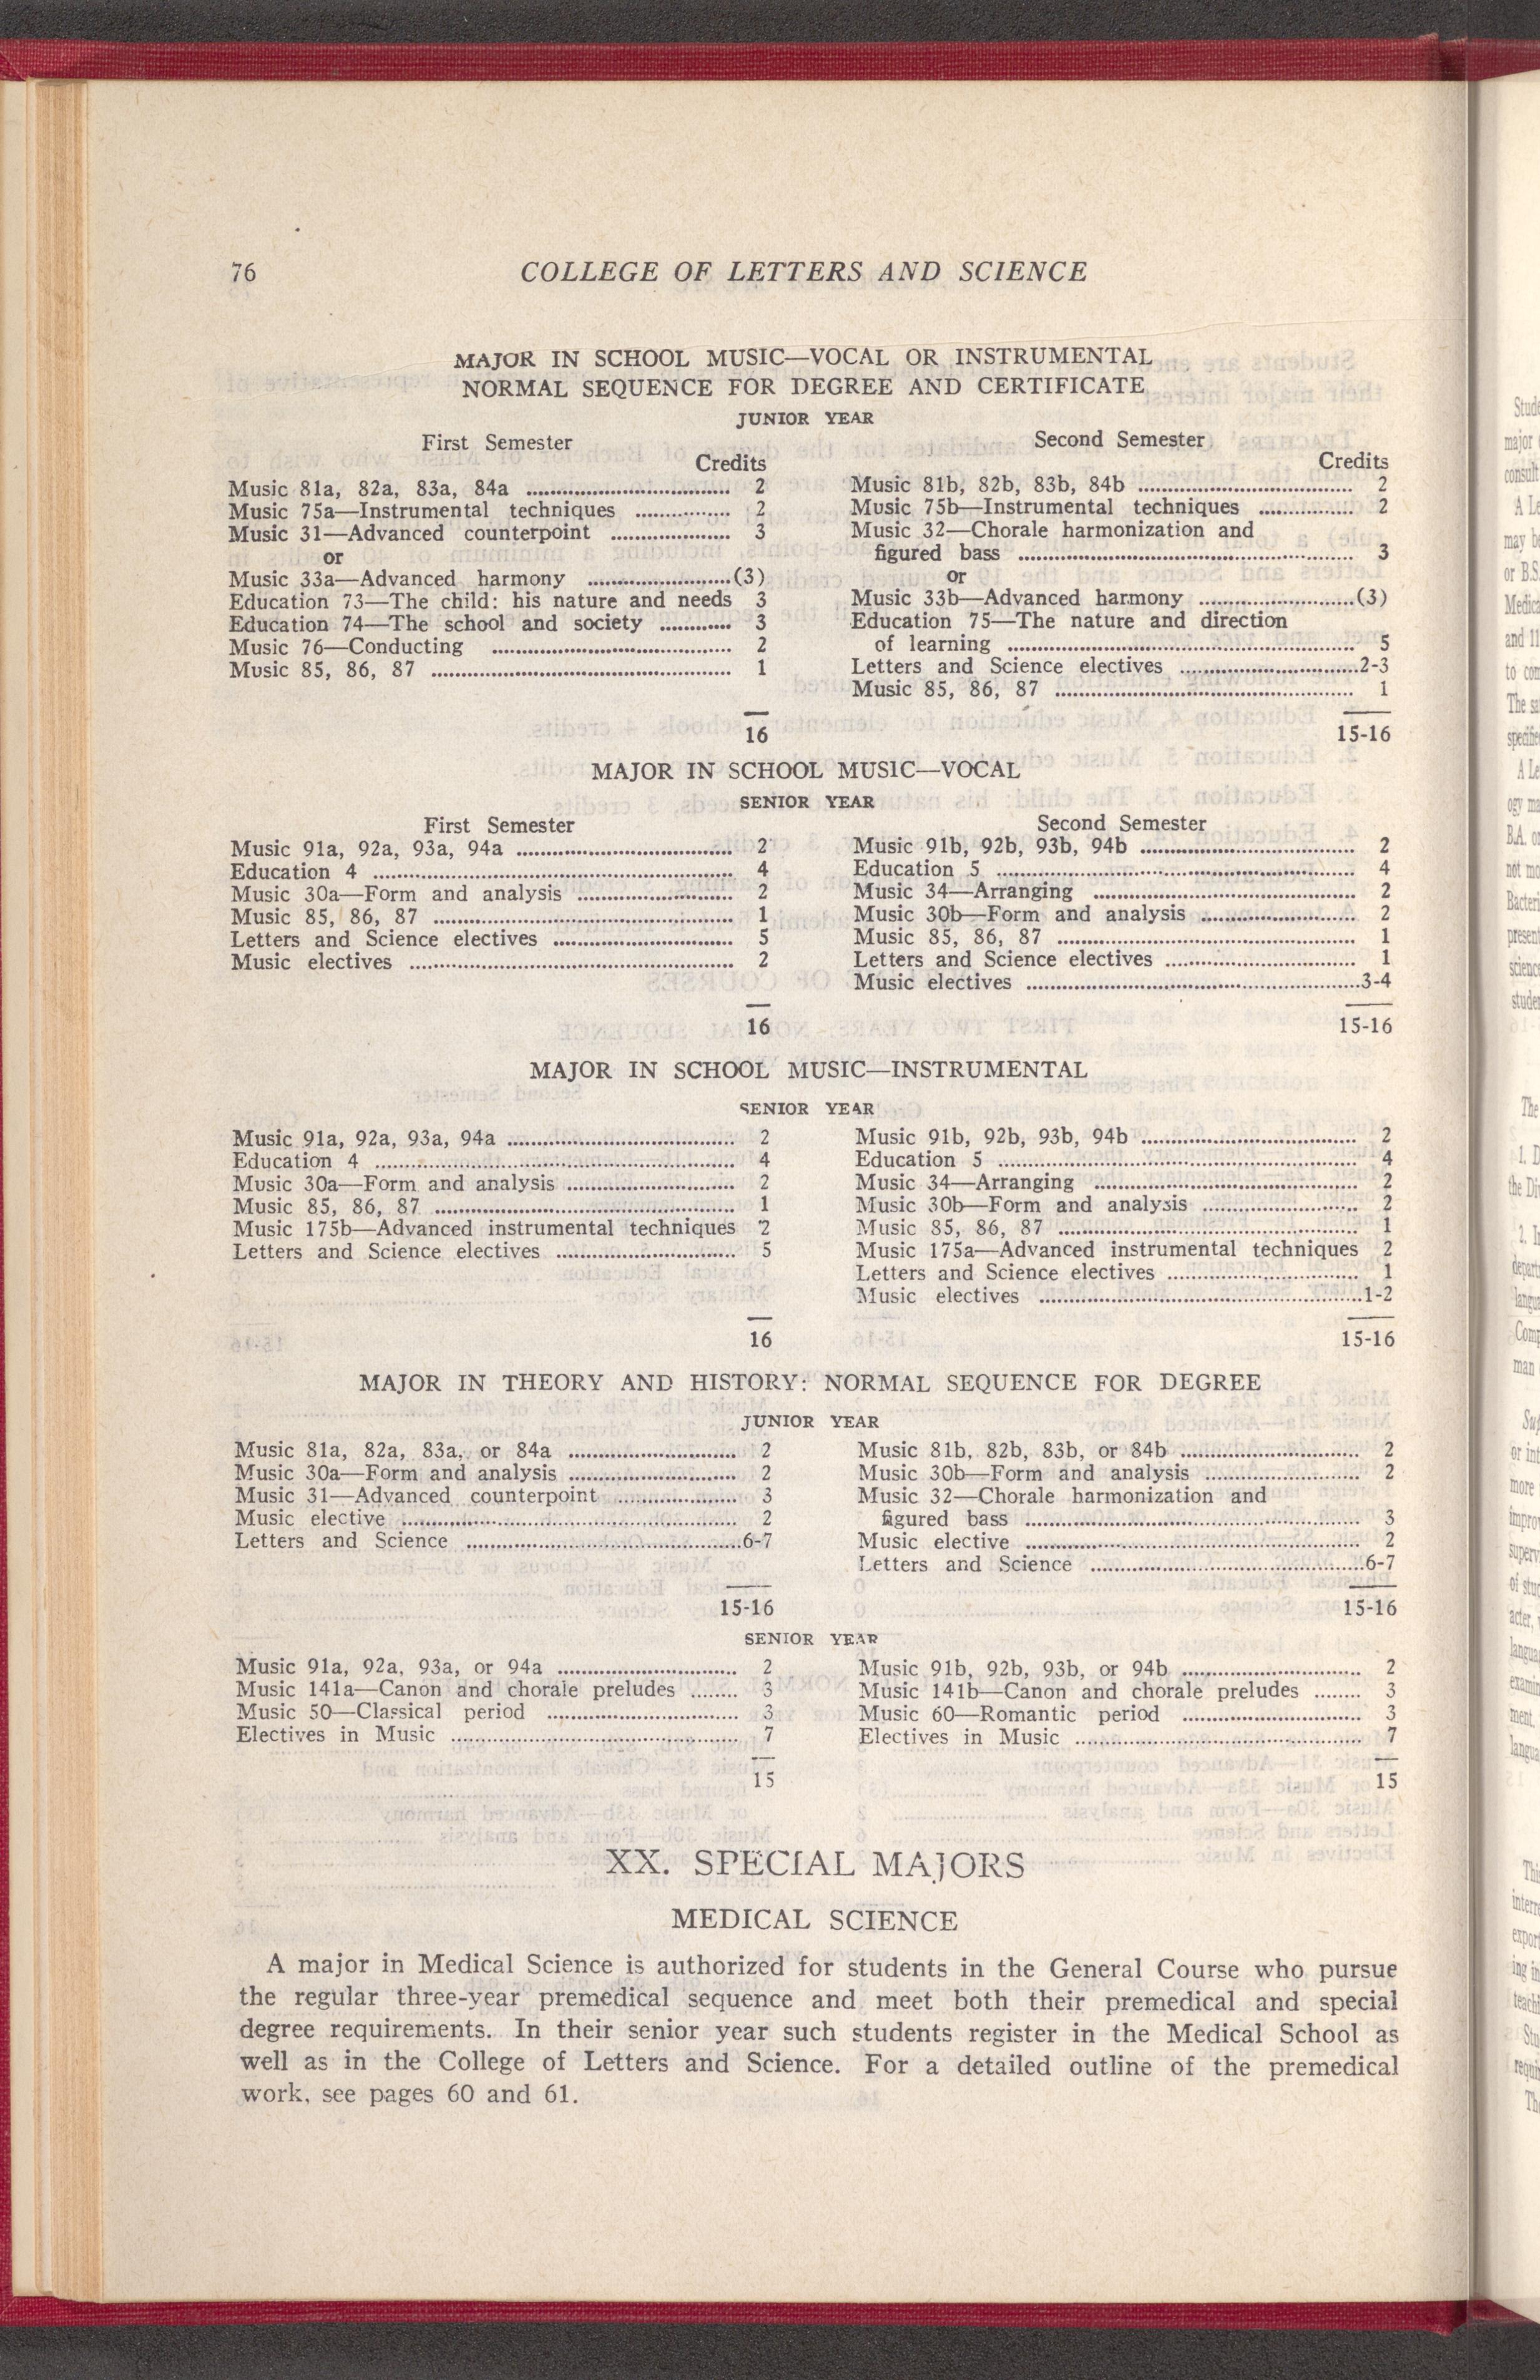 76 COLLEGE OF LETTERS AND SCIENCE
MAJOR IN SCHOOL MUSIC—VOCAL OR INSTRUMENTAL
NORMAL SEQUENCE FOR DEGREE AND CERTIFICATE
JUNIOR YEAR
First Semester
Credits
Music 81a, 82a, 83a, 84a 2
Music 75a—Instrumental techniques 2
Music 31—Advanced counterpoint 3
or
Music 33a—Advanced harmony (3)
Education 73—The child: his nature and needs 3
Education 74—The school and society 3
Music 76—Conducting 2
Music 85, 86, 87 1
16
Second Semester
Credits
Music 81b, 82b, 83b, 84b 2
Music 75b—Instrumental techniques 2
Music 32—Chorale harmonization and
figured bass 3
or
Music 33b—Advanced harmony (3)
Education 75—The nature and direction
of learning 5
Letters and Science electives 2-3
Music 85, 86, 87 1
15-16
MAJOR IN SCHOOL MUSIC—VOCAL
SENIOR YEAR
First Semester
Music 91a, 92a, 93a, 94a 2
Education 4 4
Music 30a—Form and analysis 2
Music 85, 86, 87 1
Letters and Science electives 5
Music electives 2
16
Second Semester
Music 91b, 92b, 93b, 94b 2
Education 5 4
Music 34—Arranging 2
Music 30b—Form and analysis 2
Music 85, 86, 87 1
Letters and Science electives 1
Music electives 3-4
15-16
MAJOR IN SCHOOL MUSIC—INSTRUMENTAL
SENIOR YEAR
Music 91a, 92a, 93a, 94a 2
Education 4 4
Music 30a—Form and analysis 2
Music 85, 86, 87 1
Music 175b—Advanced instrumental techniques 2
Letters and Science electives 5
16
Music 91b, 92b, 93b, 94b 2
Education 5 4
Music 34—Arranging 2
Music 30b—Form and analysis 2
Music 85, 86, 87 1
Music 175a—Advanced instrumental techniques 2
Letters and Science electives 1
Music electives 1-2
15-16
MAJOR IN THEORY AND HISTORY: NORMAL SEQUENCE FOR DEGREE
JUNIOR YEAR
Music 81a, 82a, 83a, or 84a 2
Music 30a—Form and analysis 2
Music 31—Advanced counterpoint 3
Music elective 2
Letters and Science 6-7
15-16
Music 81b, 82b, 83b, or 84b 2
Music 30b—Form and analysis 2
Music 32—Chorale harmonization and
figured bass 3
Music elective 2
Letters and Science 6-7
15-16
SENIOR YEAR
Music 91a, 92a, 93a, or 94a 2
Music 141a—Canon and chorale preludes 3
Music 50—Classical period 3
Electives in Music 7
15
Music 91b, 92b, 93b, or 94b 2
Music 141b—Canon and chorale preludes 3
Music 60—Romantic period 3
Electives in Music 7
15
XX. SPECIAL MAJORS
MEDICAL SCIENCE
A major in Medical Science is authorized for students in the General Course who pursue
the regular three-year premedical sequence and meet both their premedical and special
degree requirements. In their senior year such students register in the Medical School as
well as in the College of Letters and Science. For a detailed outline of the premedical
work, see pages 60 and 61.